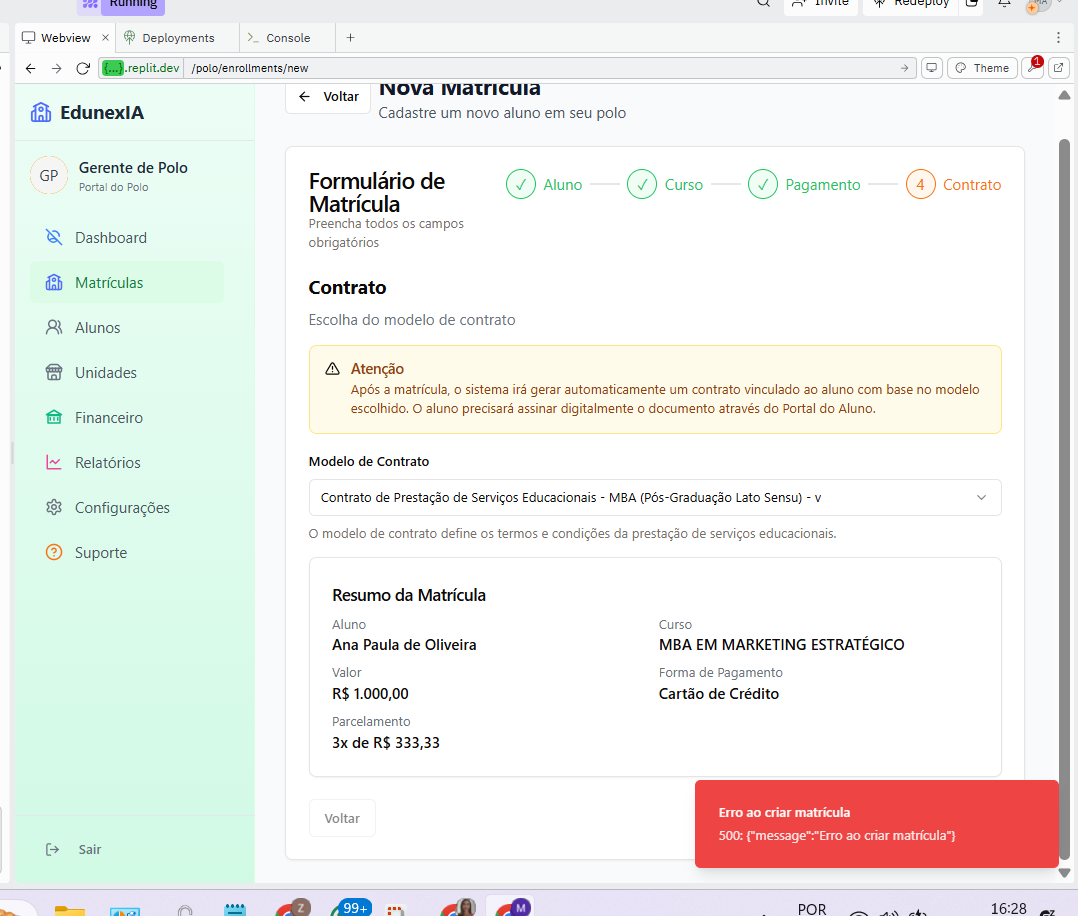 Running
Invite
Redeploy
Webview
Deployments
Console
{...}.replit.dev
/polo/enrollments/new
Theme
1
EdunexIA
GP
Gerente de Polo
Portal do Polo
Dashboard
Matrículas
Alunos
Unidades
Financeiro
Relatórios
Configurações
Suporte
Sair
Voltar
Nova Matrícula
Cadastre um novo aluno em seu polo
Formulário de
Matrícula
Preencha todos os campos
obrigatórios
Aluno
Curso
Pagamento
4
Contrato
Contrato
Escolha do modelo de contrato
Atenção
Após a matrícula, o sistema irá gerar automaticamente um contrato vinculado ao aluno com base no modelo
escolhido. O aluno precisará assinar digitalmente o documento através do Portal do Aluno.
Modelo de Contrato
Contrato de Prestação de Serviços Educacionais - MBA (Pós-Graduação Lato Sensu) - v
O modelo de contrato define os termos e condições da prestação de serviços educacionais.
Resumo da Matrícula
Aluno
Ana Paula de Oliveira
Curso
MBA EM MARKETING ESTRATÉGICO
Valor
R$ 1.000,00
Forma de Pagamento
Cartão de Crédito
Parcelamento
3x de R$ 333,33
Voltar
Erro ao criar matrícula
500: {"message":"Erro ao criar matrícula"}
Z
99+
M
POR
16:28